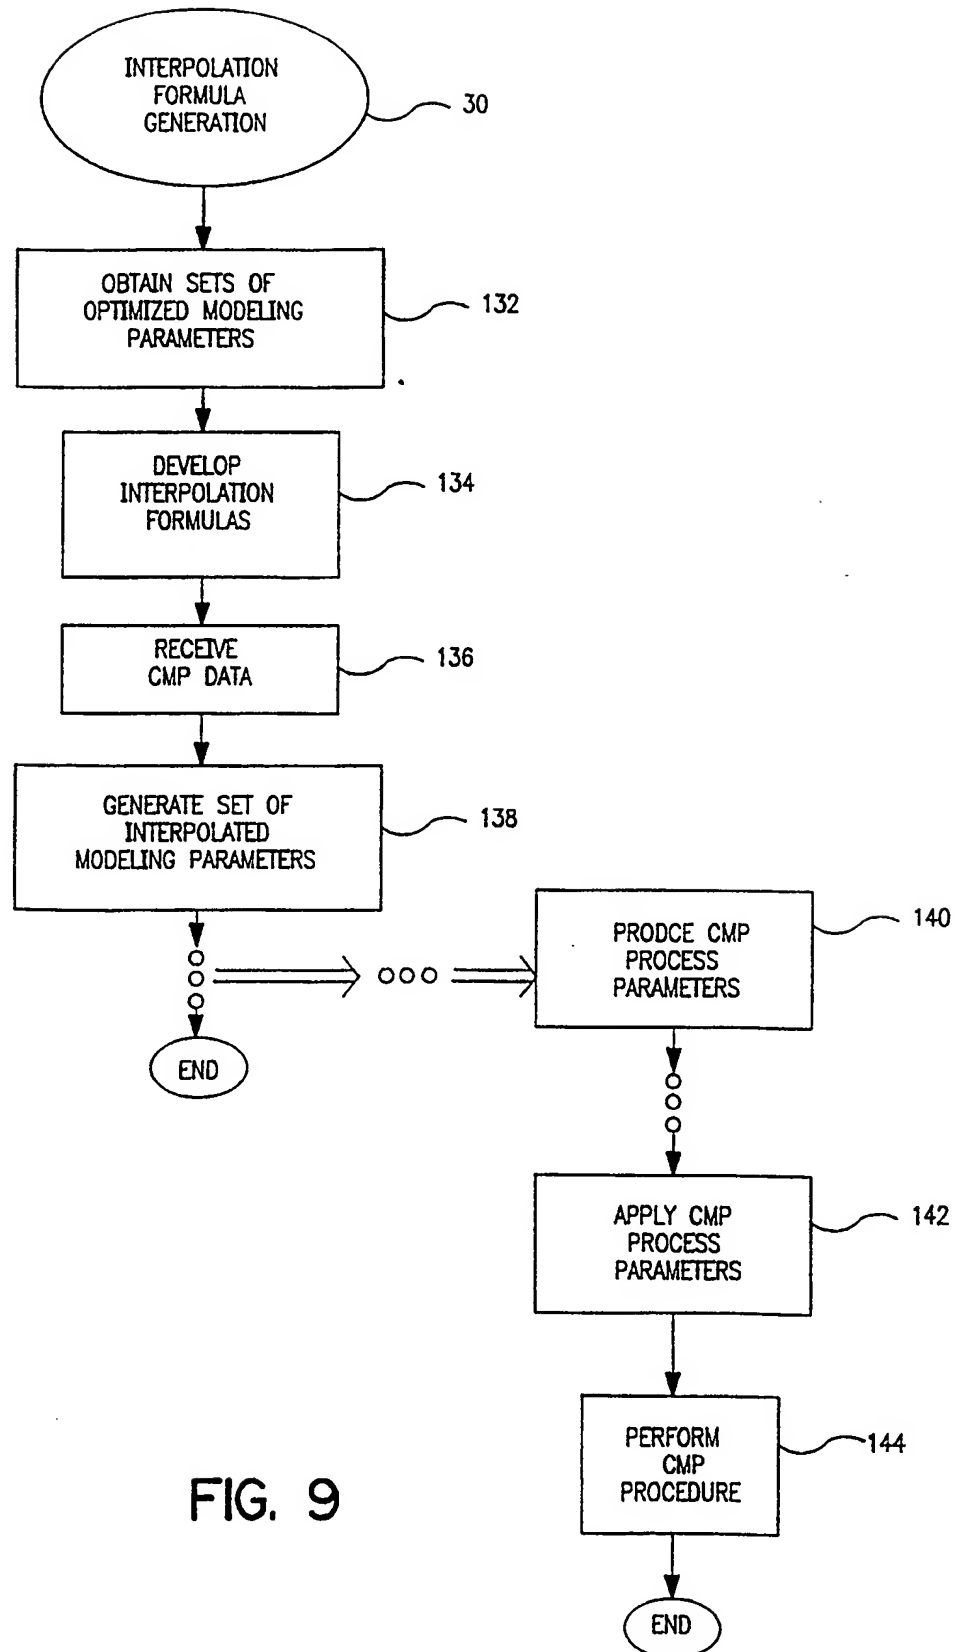 INTERPOLATION
FORMULA
GENERATION
30
OBTAIN SETS OF
OPTIMIZED MODELING
PARAMETERS
132
DEVELOP
INTERPOLATION
FORMULAS
134
RECEIVE
CMP DATA
136
GENERATE SET OF
INTERPOLATED
MODELING PARAMETERS
138
END
PRODCE CMP
PROCESS
PARAMETERS
140
APPLY CMP
PROCESS
PARAMETERS
142
PERFORM
CMP
PROCEDURE
144
END
FIG. 9